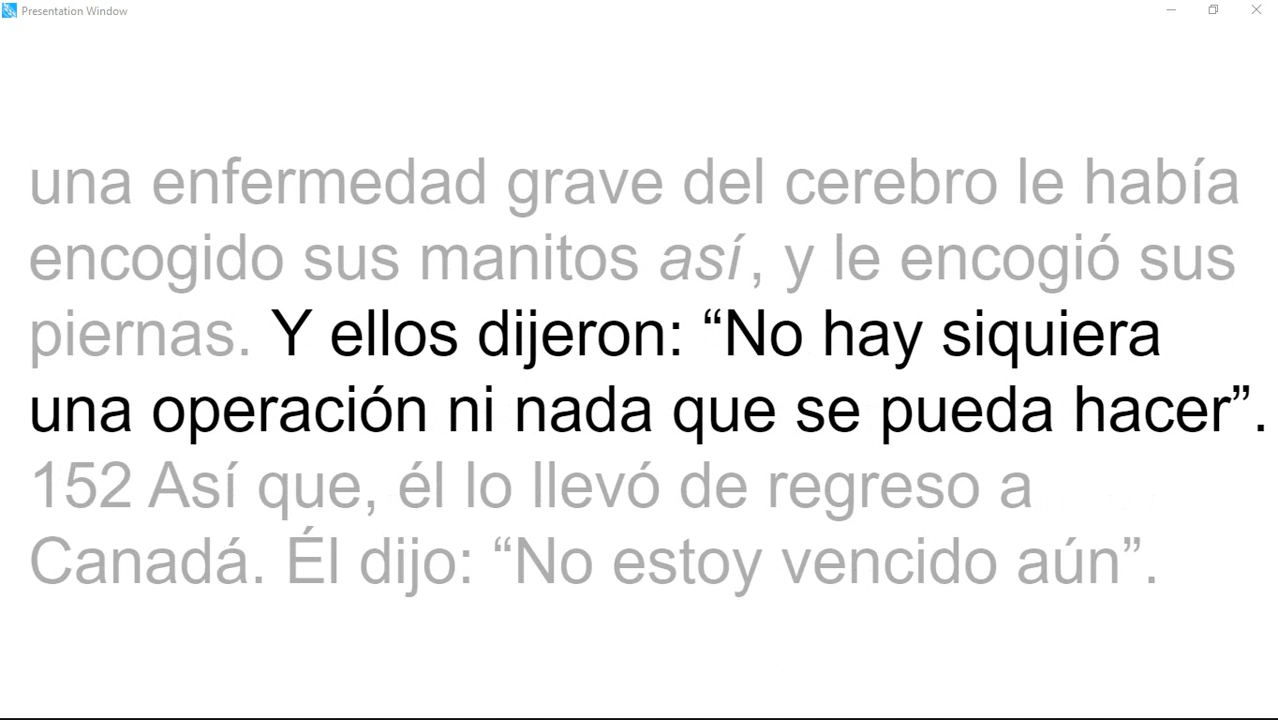 Presentation Window
una enfermedad grave del cerebro le había
encogido sus manitos así, y le encogió sus
piernas. Y ellos dijeron: “No hay siquiera
una operación ni nada que se pueda hacer”.
152 Así que, él lo llevó de regreso a
Canadá. Él dijo: “No estoy vencido aún”.